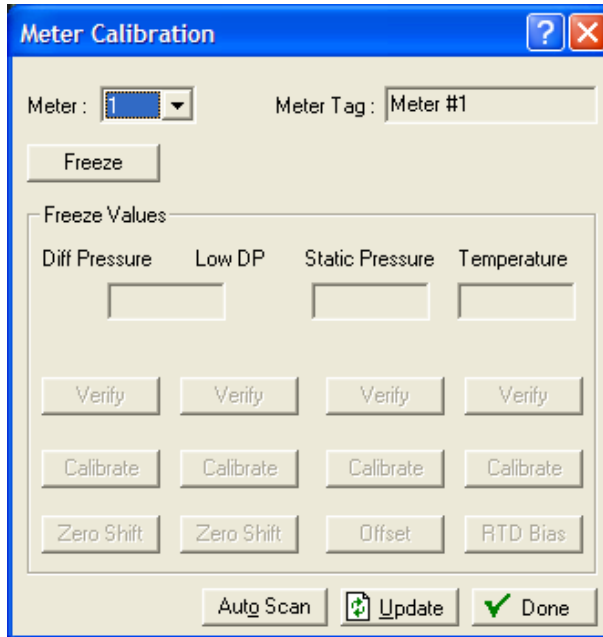 Meter Calibration ?
Meter : 1 Meter Tag : Meter #1
Freeze
Freeze Values
Diff Pressure Low DP Static Pressure Temperature
Verify Verify Verify Verify
Calibrate Calibrate Calibrate Calibrate
Zero Shift Zero Shift Offset RTD Bias
Auto Scan Update Done